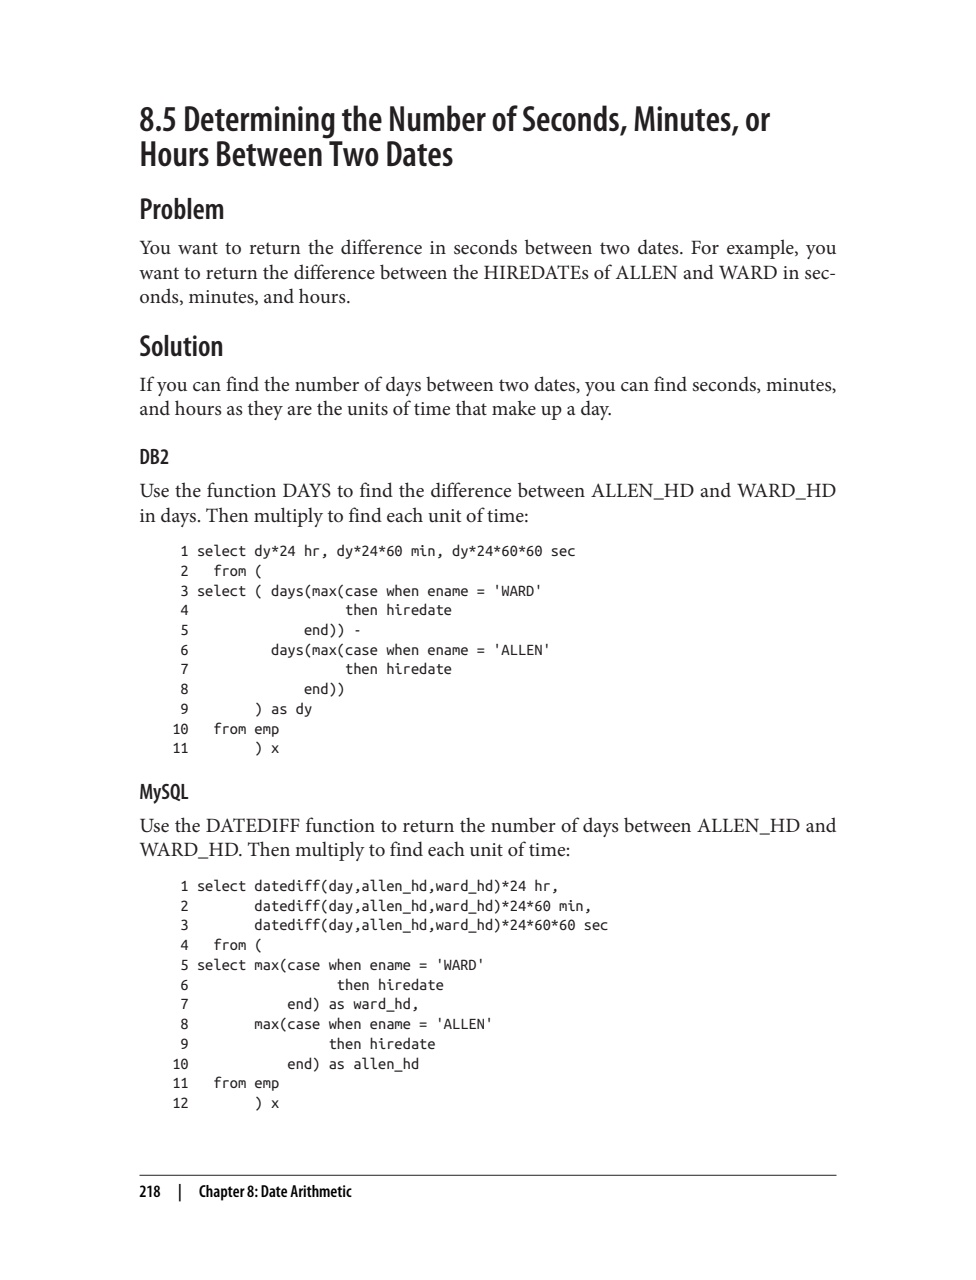 8.5 Determining the Number of Seconds, Minutes, or
Hours Between Two Dates
Problem
You want to return the difference in seconds between two dates. For example, you
want to return the difference between the HIREDATEs of ALLEN and WARD in sec-
onds, minutes, and hours.
Solution
If you can find the number of days between two dates, you can find seconds, minutes,
and hours as they are the units of time that make up a day.
DB2
Use the function DAYS to find the difference between ALLEN_HD and WARD_HD
in days. Then multiply to find each unit of time:
1 select dy*24 hr, dy*24*60 min, dy*24*60*60 sec
2   from (
3 select ( days(max(case when ename = 'WARD'
4                   then hiredate
5              end)) -
6          days(max(case when ename = 'ALLEN'
7                   then hiredate
8              end))
9        ) as dy
10   from emp
11        ) x
MySQL
Use the DATEDIFF function to return the number of days between ALLEN_HD and
WARD_HD. Then multiply to find each unit of time:
1 select datediff(day,allen_hd,ward_hd)*24 hr,
2        datediff(day,allen_hd,ward_hd)*24*60 min,
3        datediff(day,allen_hd,ward_hd)*24*60*60 sec
4   from (
5 select max(case when ename = 'WARD'
6                  then hiredate
7            end) as ward_hd,
8        max(case when ename = 'ALLEN'
9                 then hiredate
10            end) as allen_hd
11   from emp
12        ) x
218 | Chapter 8: Date Arithmetic